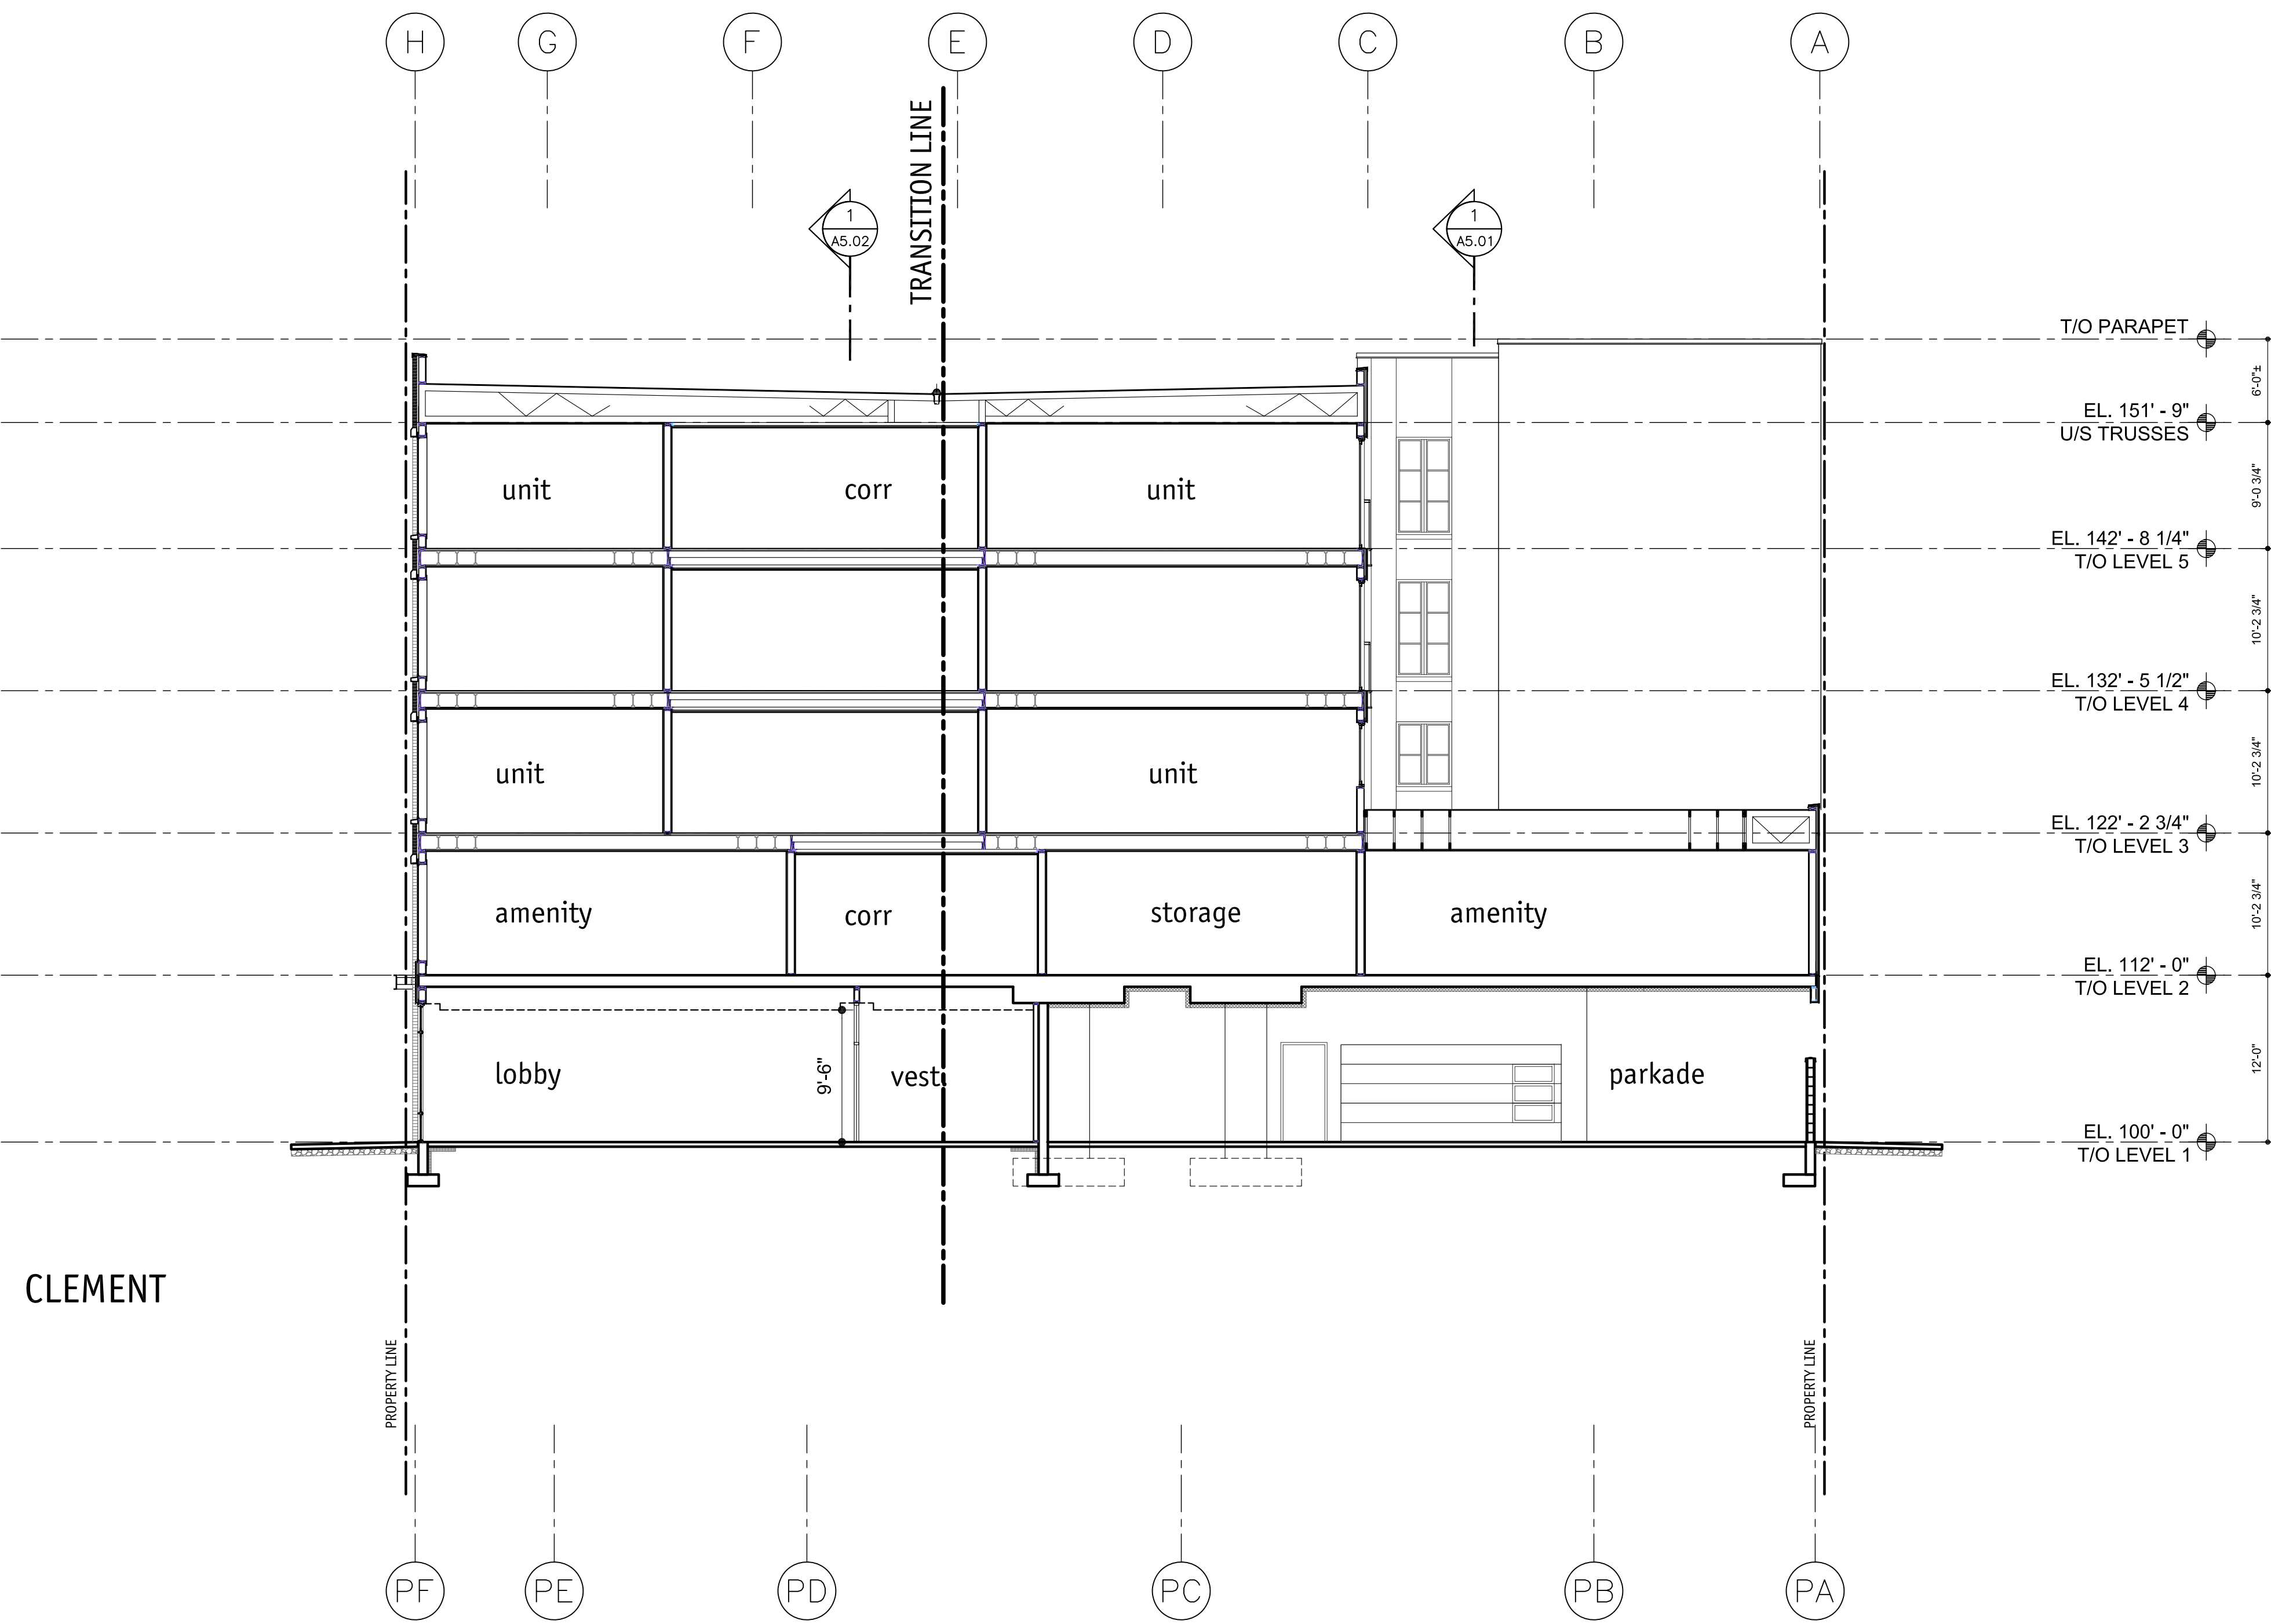 H G F E D C B A
TRANSITION LINE
1
A5.02
1
A5.01
T/O PARAPET
6'-0"±
EL. 151' - 9"
U/S TRUSSES
9'-0 3/4"
unit corr unit
EL. 142' - 8 1/4"
T/O LEVEL 5
10'-2 3/4"
EL. 132' - 5 1/2"
T/O LEVEL 4
10'-2 3/4"
unit unit
EL. 122' - 2 3/4"
T/O LEVEL 3
10'-2 3/4"
amenity corr storage amenity
EL. 112' - 0"
T/O LEVEL 2
12'-0"
lobby 9'-6" vest. parkade
EL. 100' - 0"
T/O LEVEL 1
CLEMENT
PROPERTY LINE
PROPERTY LINE
PF PE PD PC PB PA